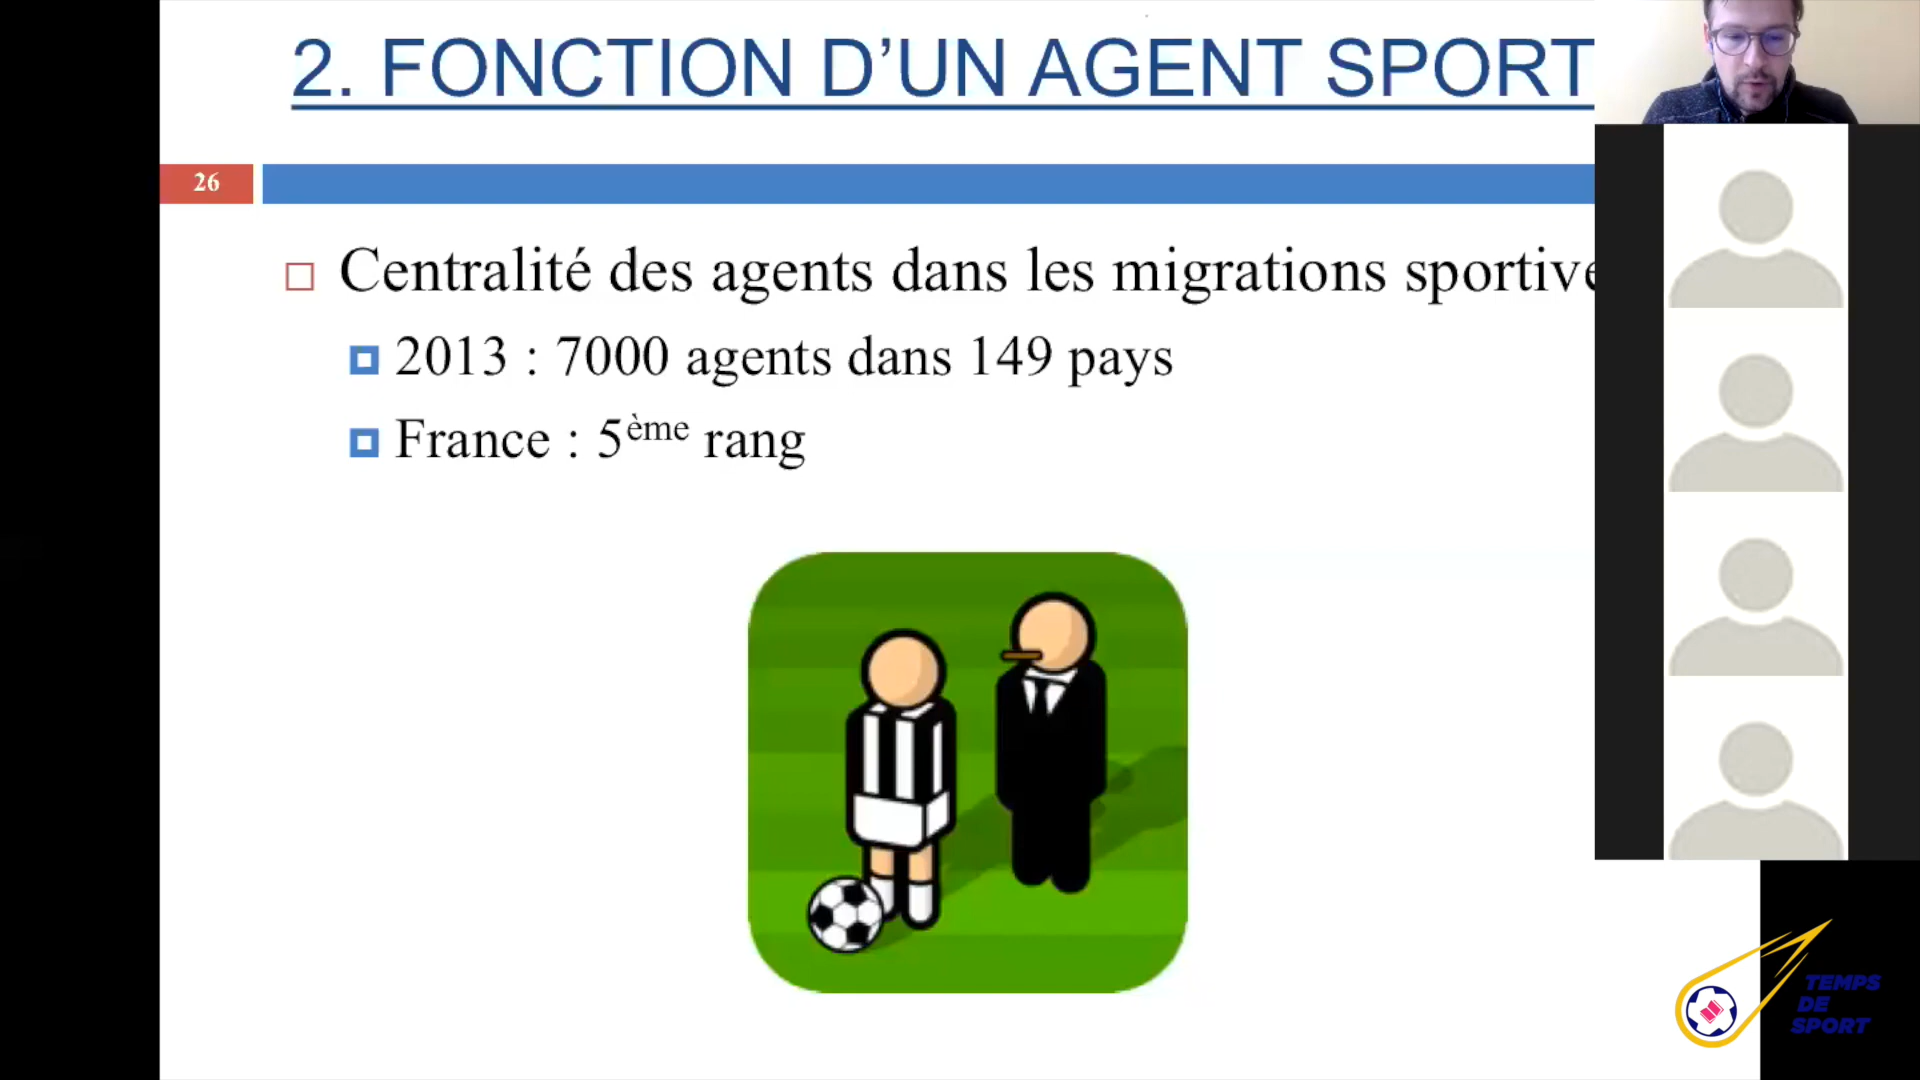 2. FONCTION D’UN AGENT SPORT
26
Centralité des agents dans les migrations sportive
2013 : 7000 agents dans 149 pays
France : 5ème rang
TEMPS
DE
SPORT